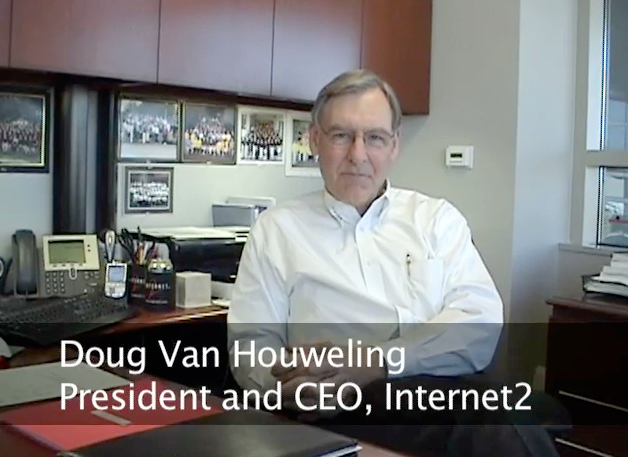 Doug Van Houweling
President and CEO, Internet2